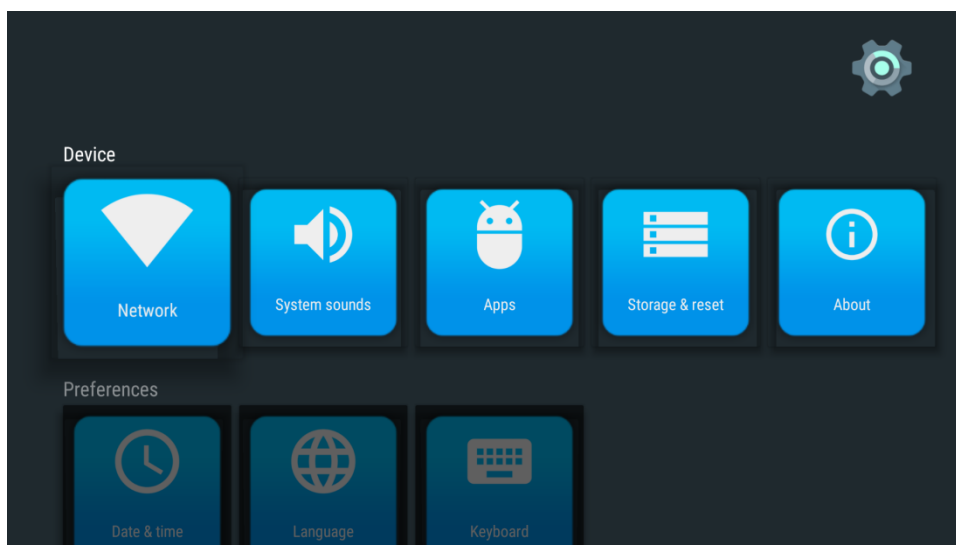 Device
Network
System sounds
Apps
Storage & reset
About
Preferences
Date & time
Language
Keyboard